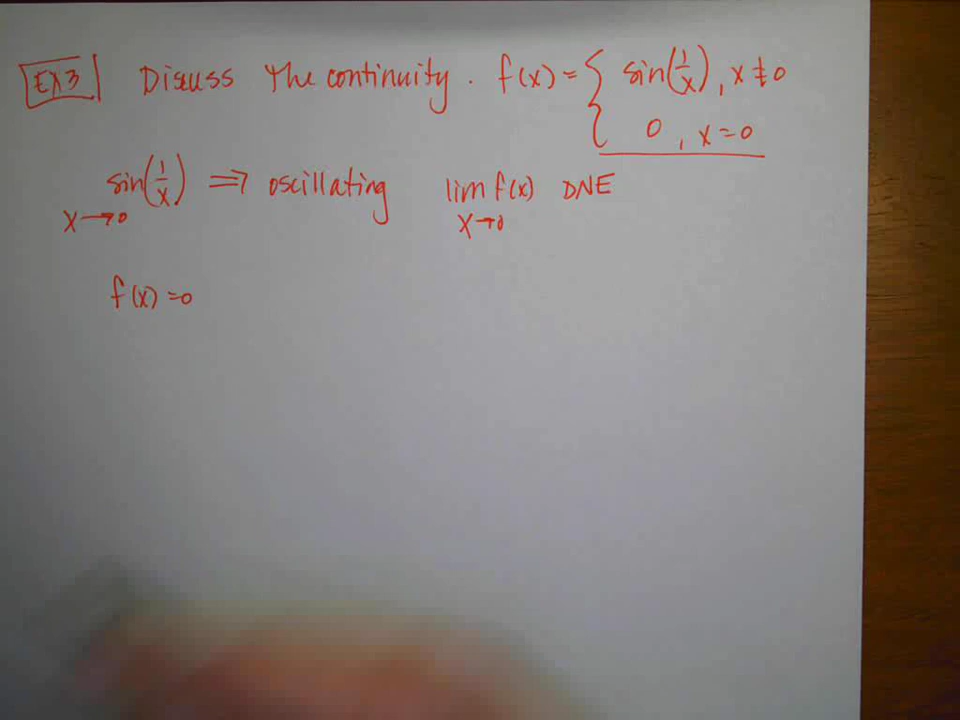 EX3 Discuss the continuity. f(x) = { sin(1/x), x ≠ 0
0, x = 0
sin(1/x) ⇒ oscillating lim f(x) DNE
x→0 x→0
f(x) = 0